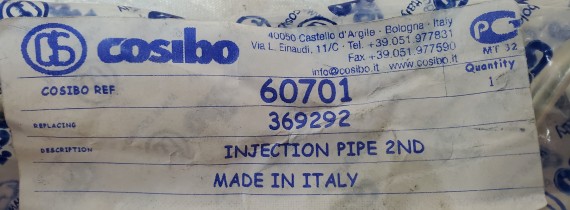 CS cosibo
40050 Castello d'Argile - Bologna - Italy
Via L. Einaudi, 11/C - Tel. +39.051.977831
Fax +39.051.977590
info@cosibo.it www.cosibo.it
PC
MT 32
Quantity
1
COSIBO REF. 60701
REPLACING 369292
DESCRIPTION INJECTION PIPE 2ND
MADE IN ITALY